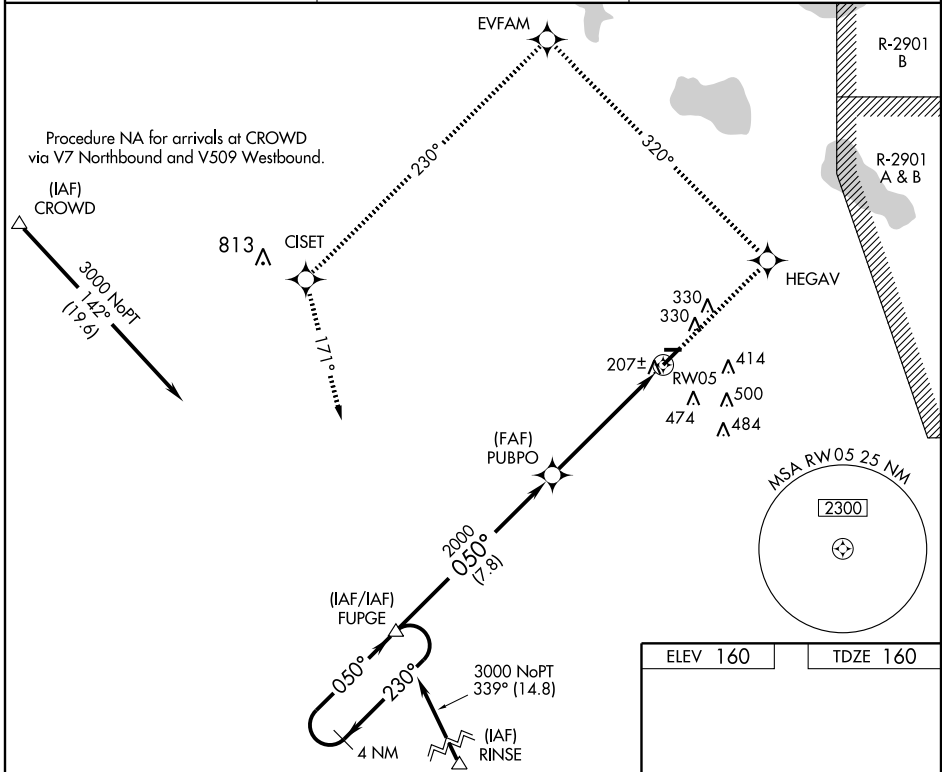 EVFAM
R-2901
B
Procedure NA for arrivals at CROWD
via V7 Northbound and V509 Westbound.
230°
320°
R-2901
A & B
(IAF)
CROWD
813
CISET
3000 NoPT
142°
(19.6)
HEGAV
330
330
171°
207±
RW05
414
474
500
484
(FAF)
PUBPO
MSA RW05 25 NM
2300
2000
050°
(7.8)
(IAF/IAF)
FUPGE
050°
230°
3000 NoPT
339° (14.8)
4 NM
(IAF)
RINSE
ELEV 160
TDZE 160